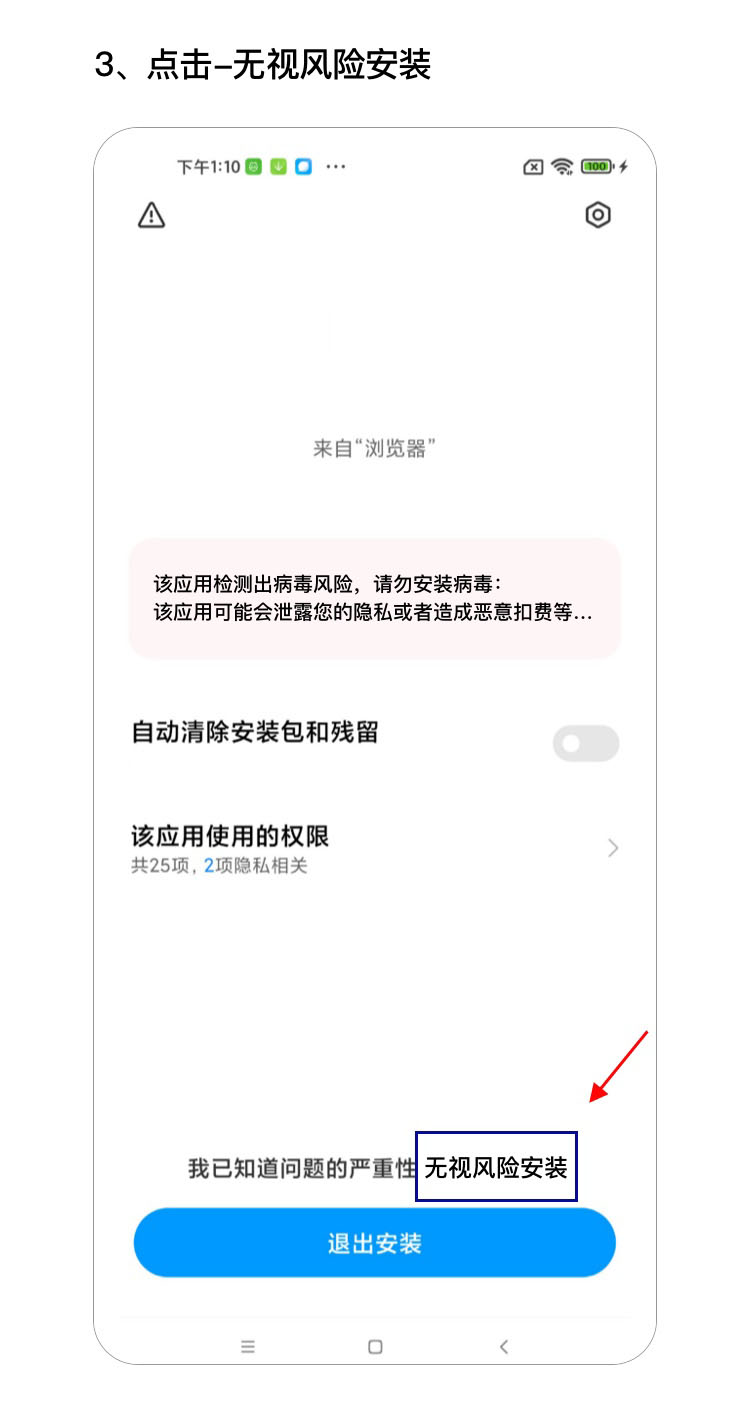 3、点击–无视风险安装
下午1:10 ··· 100
来自“浏览器”
该应用检测出病毒风险，请勿安装病毒：
该应用可能会泄露您的隐私或者造成恶意扣费等...
自动清除安装包和残留
该应用使用的权限
共25项，2项隐私相关
我已知道问题的严重性 无视风险安装
退出安装